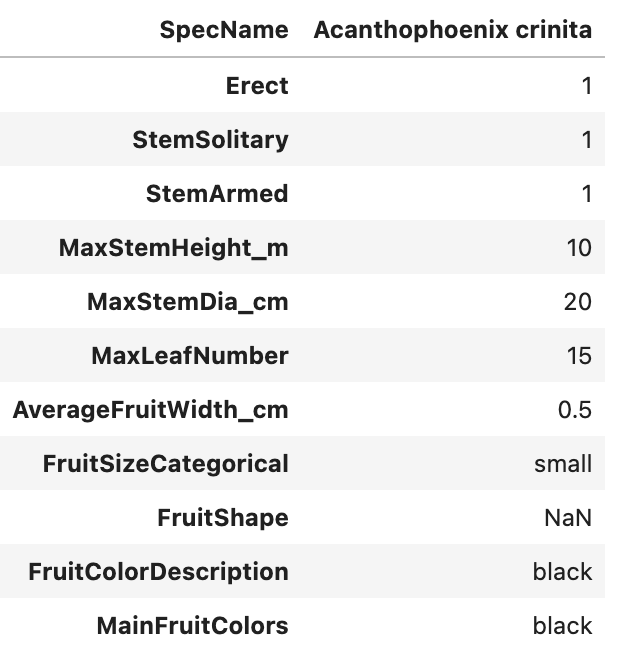 SpecName Acanthophoenix crinita
Erect 1
StemSolitary 1
StemArmed 1
MaxStemHeight_m 10
MaxStemDia_cm 20
MaxLeafNumber 15
AverageFruitWidth_cm 0.5
FruitSizeCategorical small
FruitShape NaN
FruitColorDescription black
MainFruitColors black